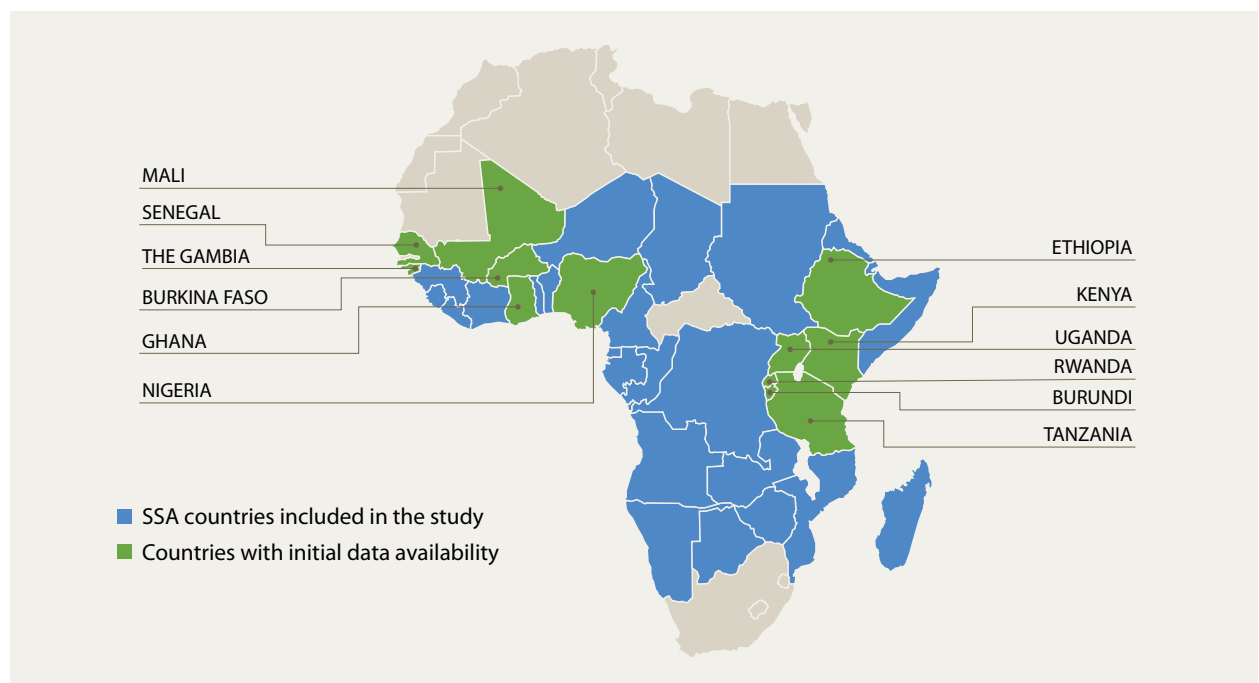 MALI
SENEGAL
THE GAMBIA
BURKINA FASO
GHANA
NIGERIA
ETHIOPIA
KENYA
UGANDA
RWANDA
BURUNDI
TANZANIA
SSA countries included in the study
Countries with initial data availability